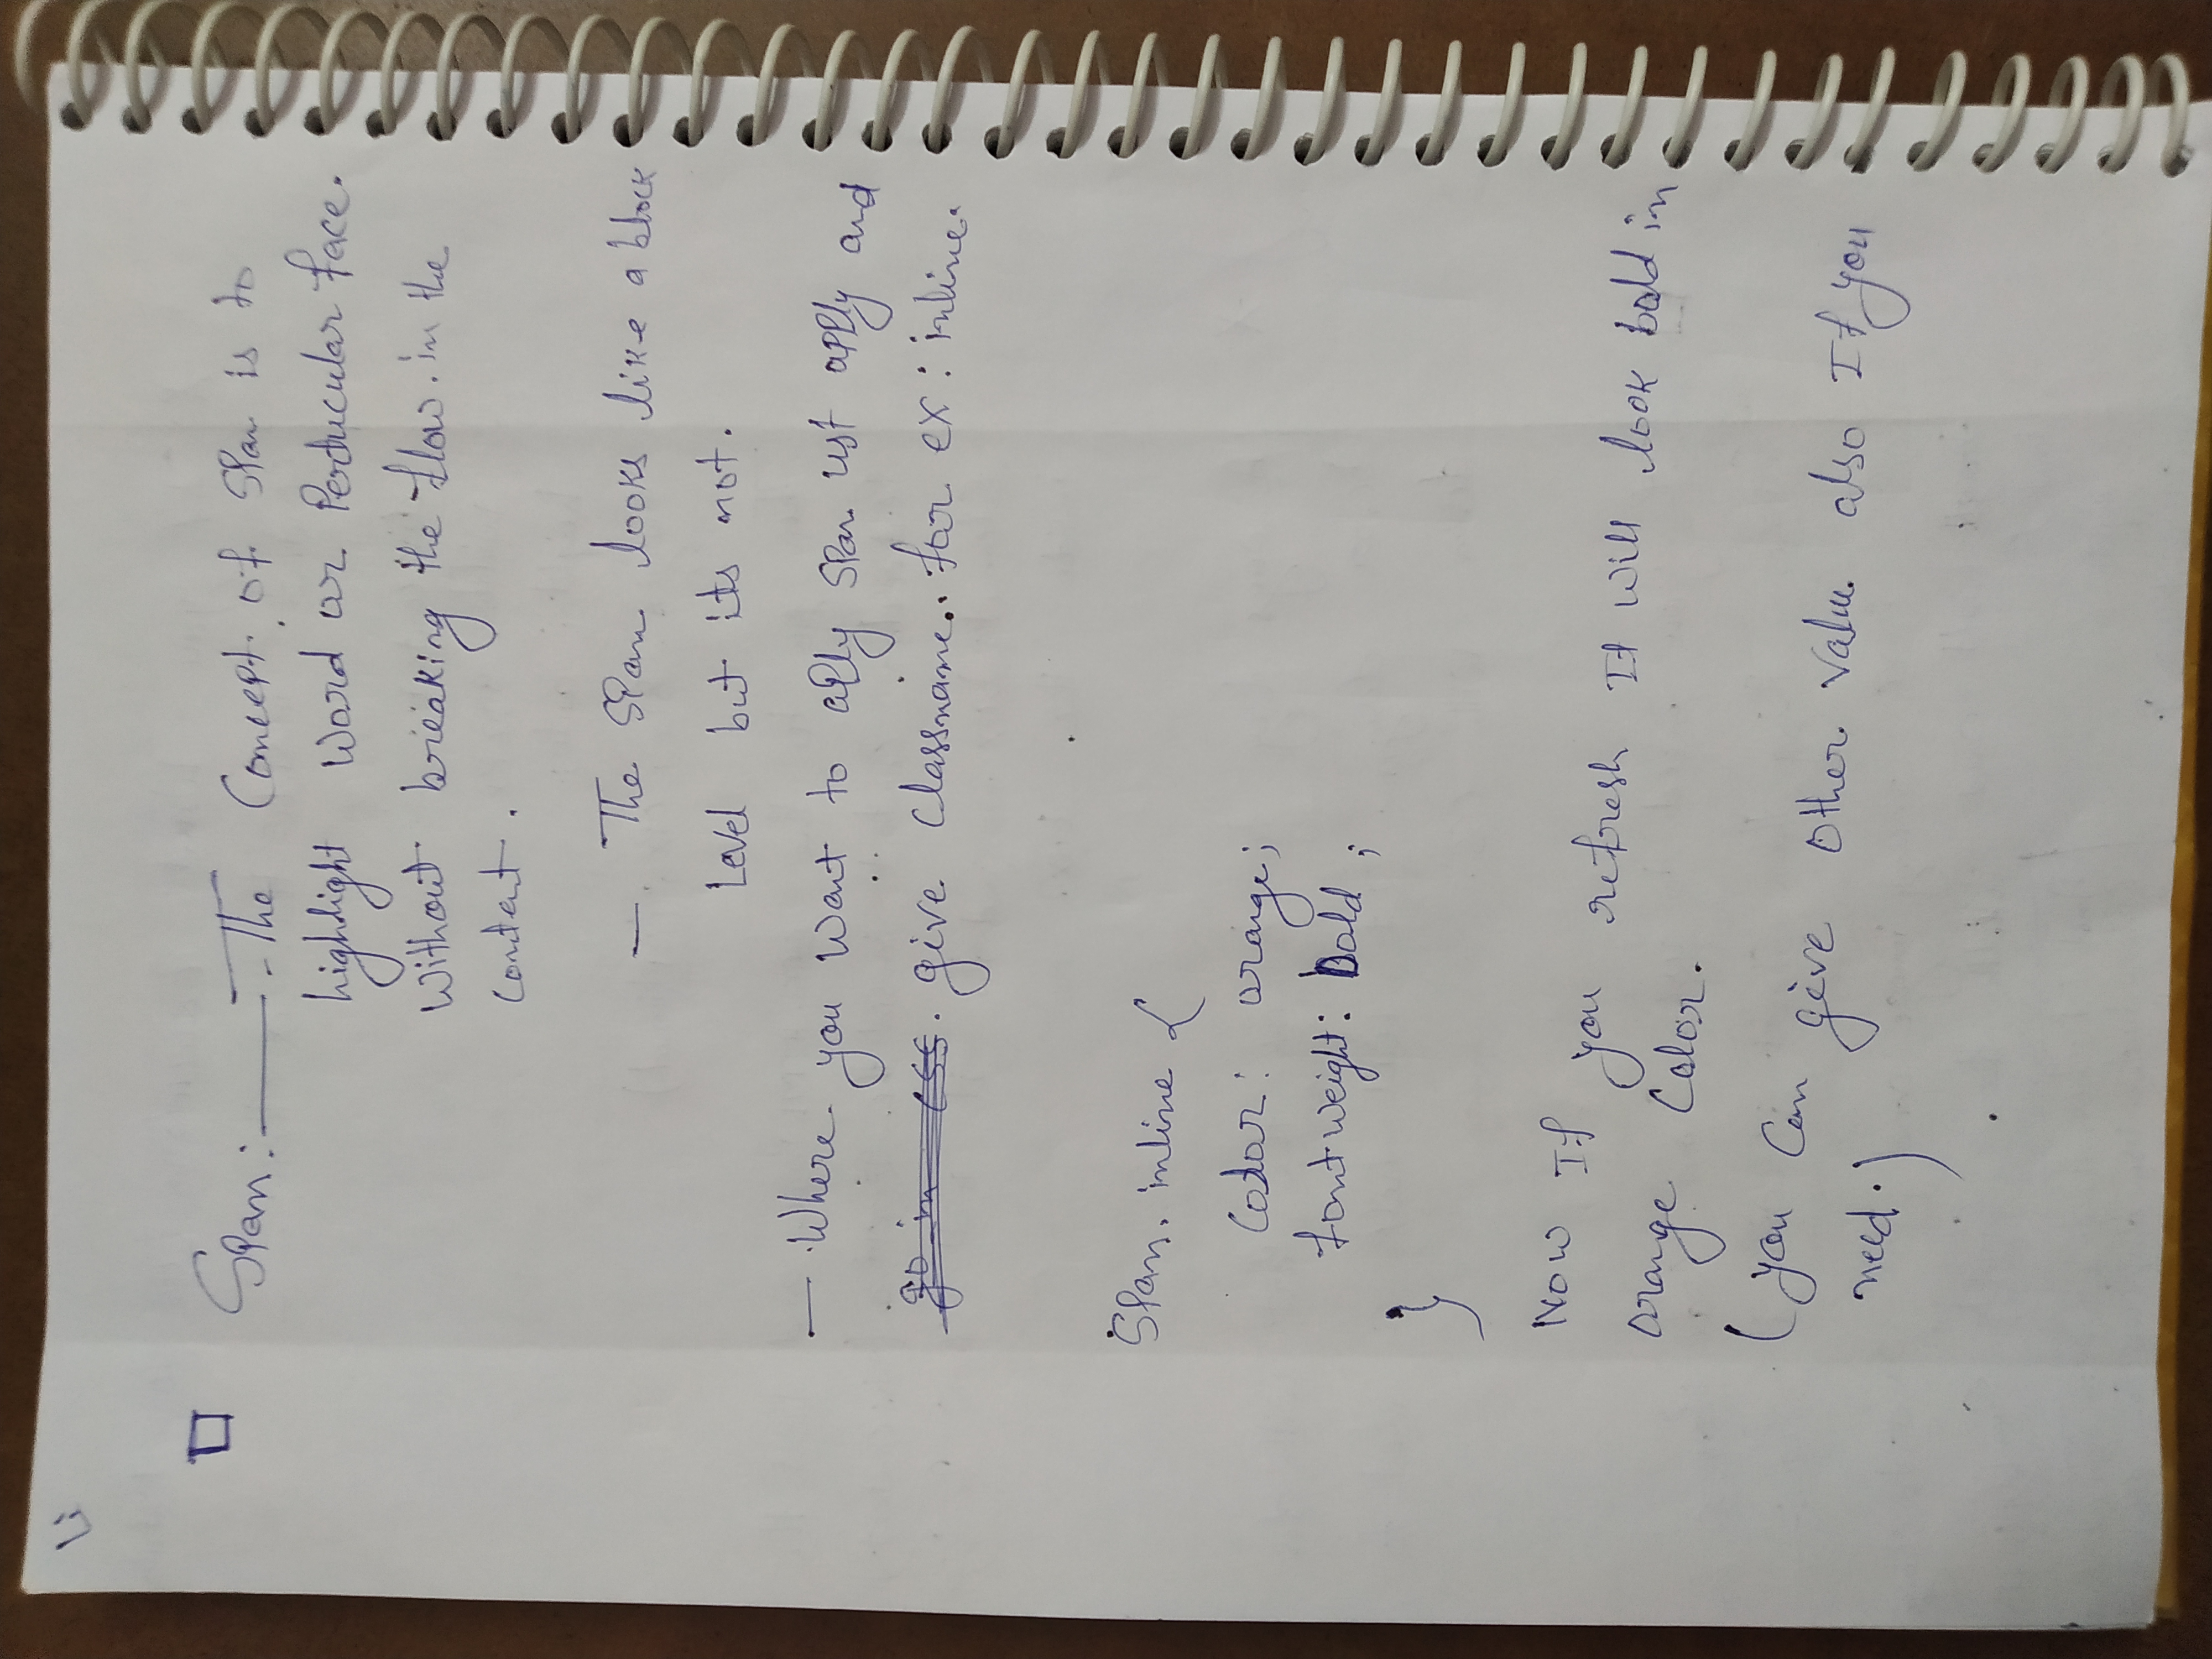 Span:— The Concept of Span is to
highlight word or Perticular face.
Without breaking the flow in the
content.
— The Span looks like a block
Level but its not.
— Where you want to apply span ust apply and
give classname. For ex: inline.
Span. inline {
Color: orange;
font weight: bold;
}
Now If you refresh It will look bold in
orange Color.
(you Can give other Value also If you
need.)